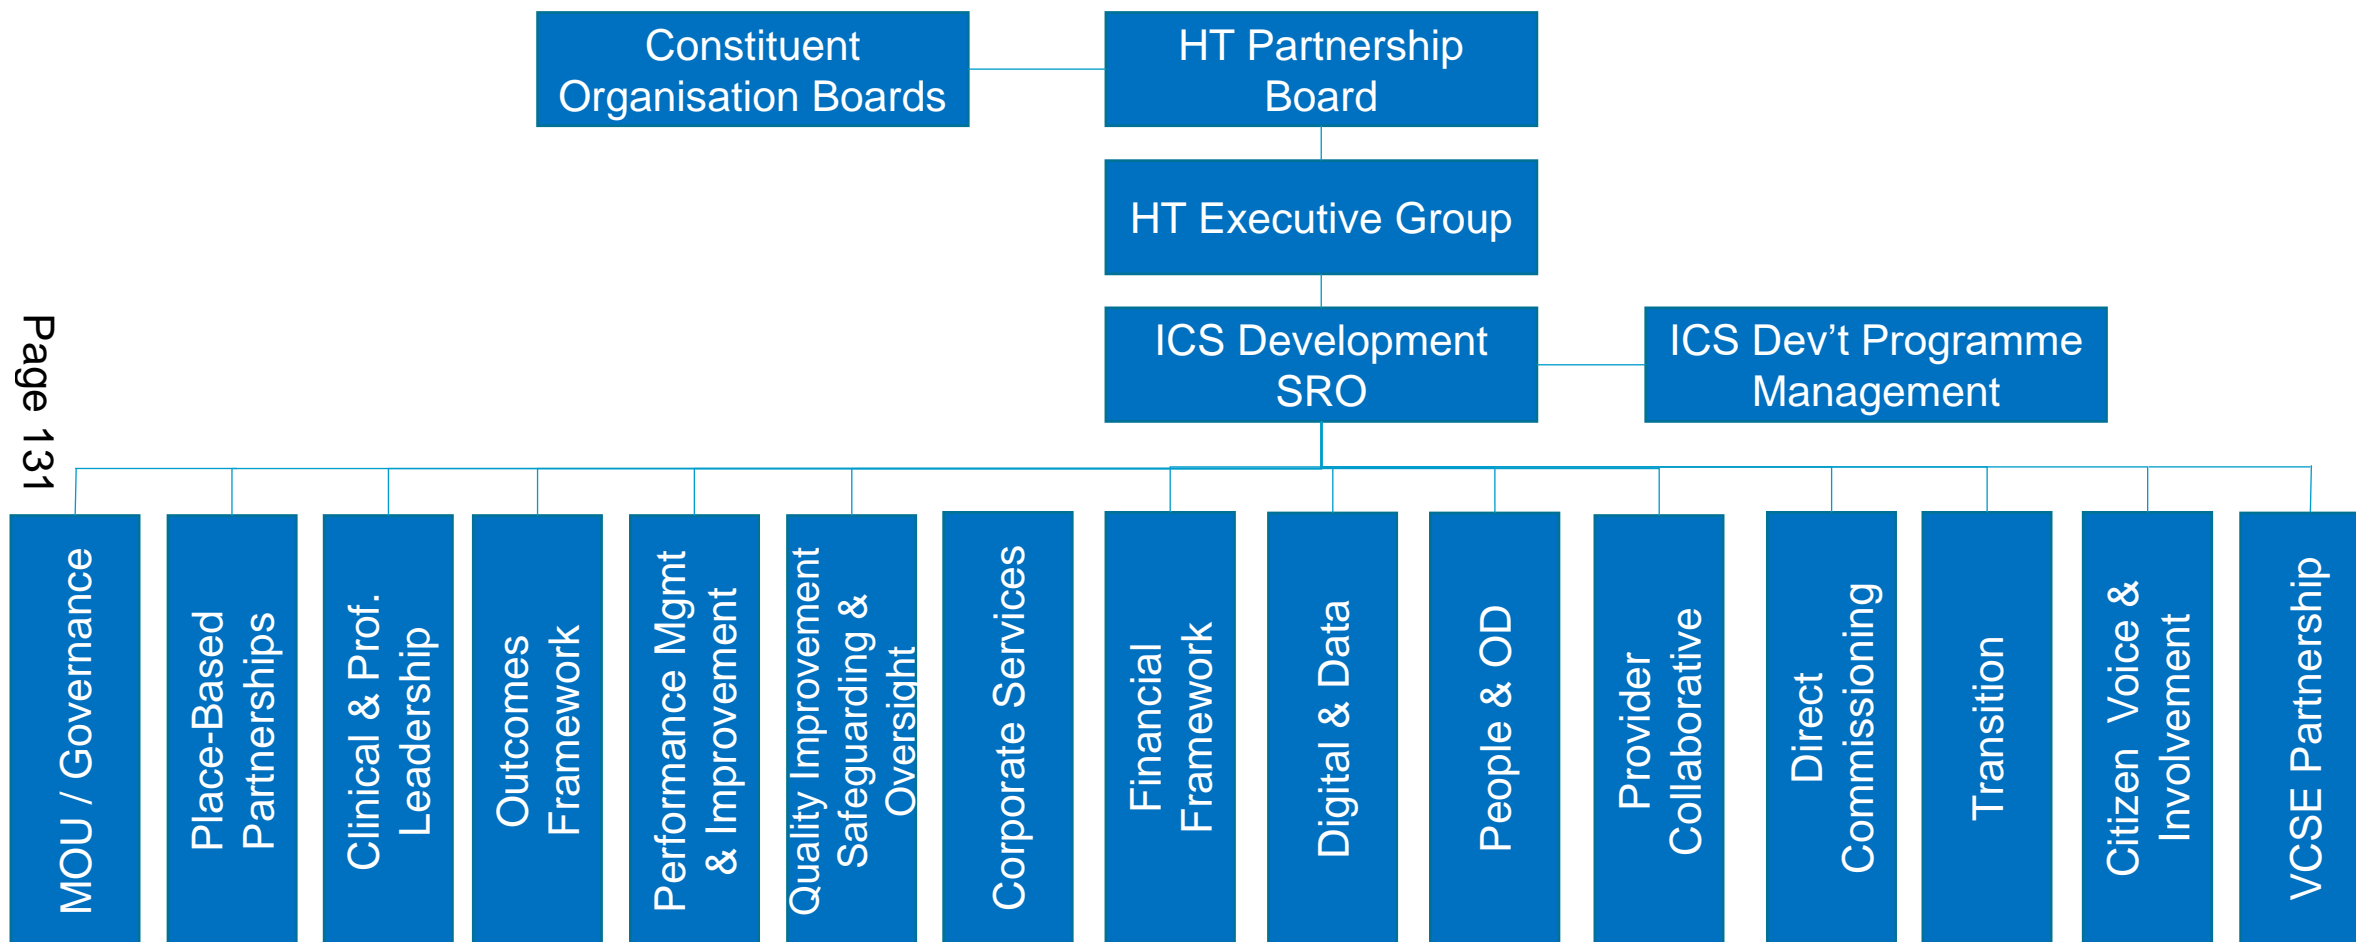 Constituent
Organisation Boards
HT Partnership
Board
HT Executive Group
ICS Development
SRO
ICS Dev’t Programme
Management
Page 131
MOU / Governance
Place-Based
Partnerships
Clinical & Prof.
Leadership
Outcomes
Framework
Performance Mgmt
& Improvement
Quality Improvement
Safeguarding &
Oversight
Corporate Services
Financial
Framework
Digital & Data
People & OD
Provider
Collaborative
Direct
Commissioning
Transition
Citizen Voice &
Involvement
VCSE Partnership